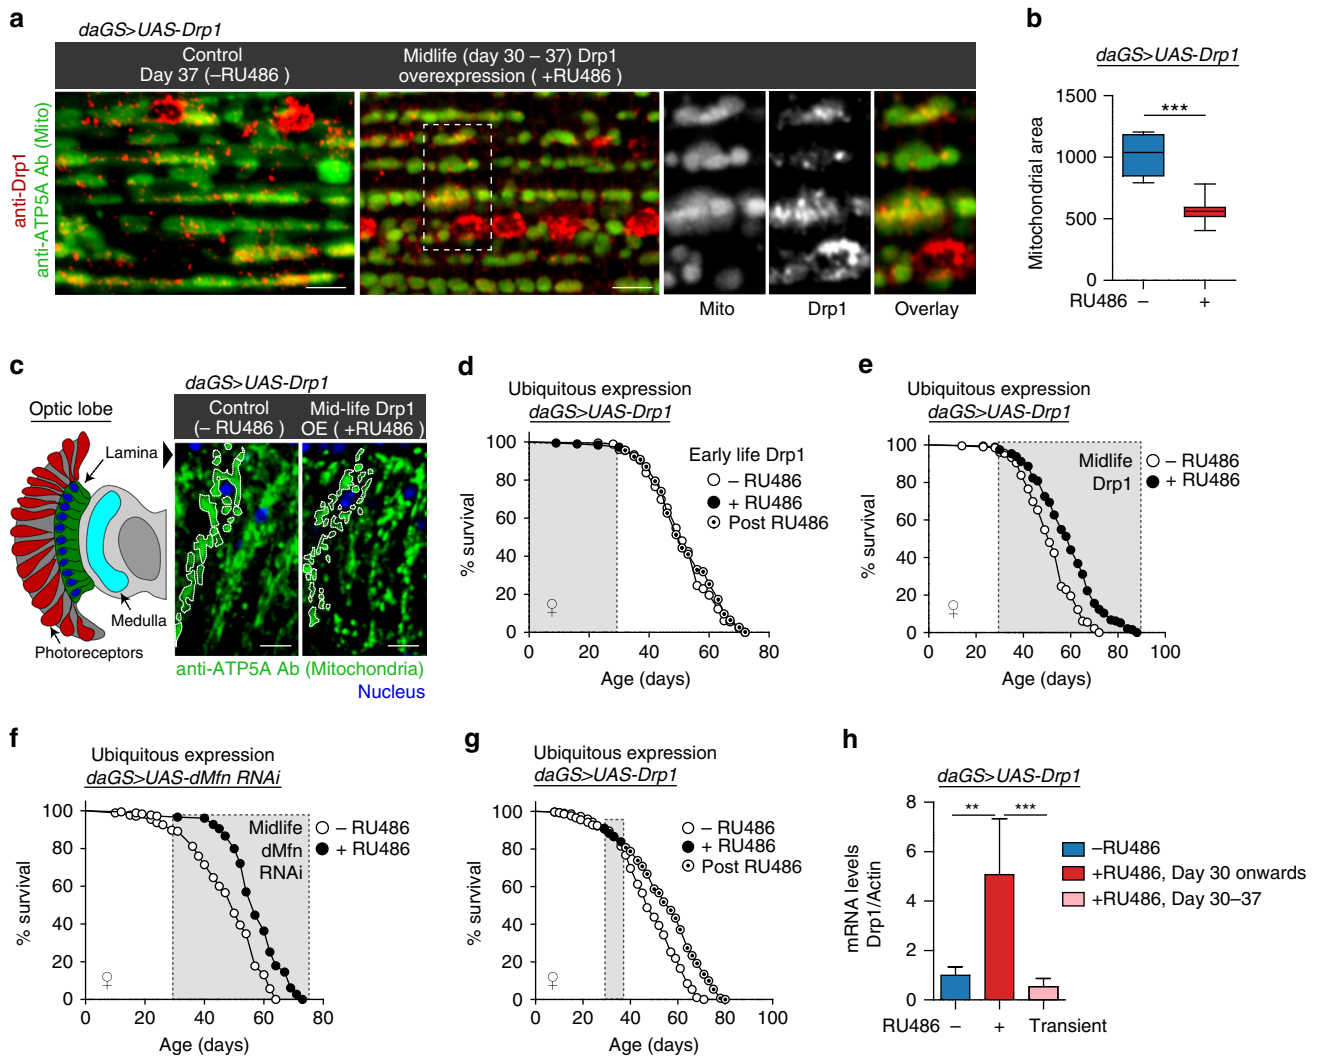 a
daGS>UAS-Drp1
Control
Day 37 (–RU486 )
Midlife (day 30 – 37) Drp1
overexpression ( +RU486 )
anti-Drp1
anti-ATP5A Ab (Mito)
Mito
Drp1
Overlay
b
daGS>UAS-Drp1
***
Mitochondrial area
1500
1000
500
0
RU486 – +
c
daGS>UAS-Drp1
Optic lobe
Control
(– RU486 )
Mid-life Drp1
OE ( +RU486 )
Lamina
Medulla
Photoreceptors
anti-ATP5A Ab (Mitochondria)
Nucleus
d
Ubiquitous expression
daGS>UAS-Drp1
Early life Drp1
– RU486
+ RU486
Post RU486
% survival
100
80
60
40
20
0
♀
0 20 40 60 80
Age (days)
e
Ubiquitous expression
daGS>UAS-Drp1
Midlife
Drp1
– RU486
+ RU486
% survival
100
80
60
40
20
0
♀
0 20 40 60 80 100
Age (days)
f
Ubiquitous expression
daGS>UAS-dMfn RNAi
Midlife
dMfn
RNAi
– RU486
+ RU486
% survival
100
80
60
40
20
0
♀
0 20 40 60 80
Age (days)
g
Ubiquitous expression
daGS>UAS-Drp1
– RU486
+ RU486
Post RU486
% survival
100
80
60
40
20
0
♀
0 20 40 60 80 100
Age (days)
h
daGS>UAS-Drp1
** ***
mRNA levels
Drp1/Actin
8
6
4
2
0
–RU486
+RU486, Day 30 onwards
+RU486, Day 30–37
RU486 – + Transient